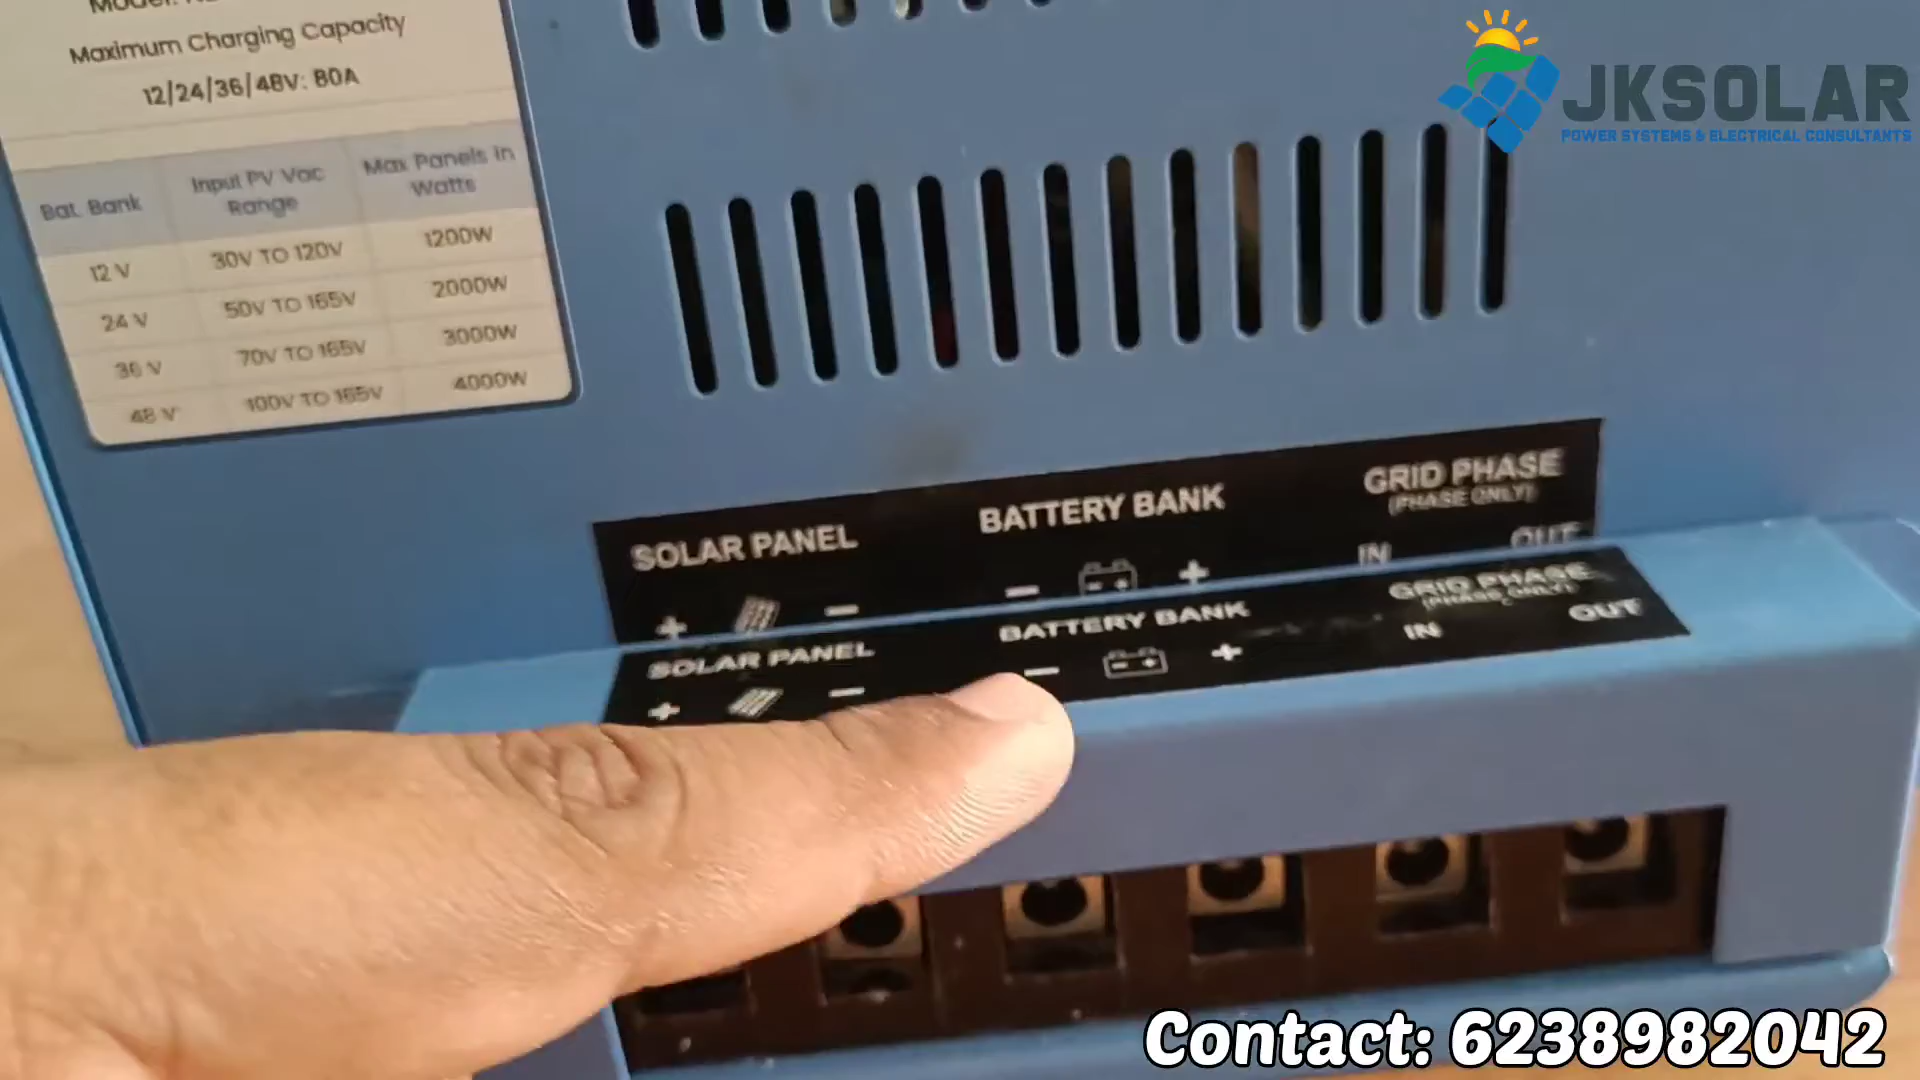 Maximum Charging Capacity
12/24/36/48V: 80A
Bat. Bank
Input PV Voc Range
Max Panels in Watts
12 V
30V TO 120V
1200W
24 V
50V TO 165V
2000W
36 V
70V TO 165V
3000W
48 V
100V TO 165V
4000W
JKSOLAR
POWER SYSTEMS & ELECTRICAL CONSULTANTS
SOLAR PANEL
+ −
BATTERY BANK
− +
GRID PHASE
(PHASE ONLY)
IN OUT
SOLAR PANEL
+ −
BATTERY BANK
− +
GRID PHASE
(PHASE ONLY)
IN OUT
Contact: 6238982042